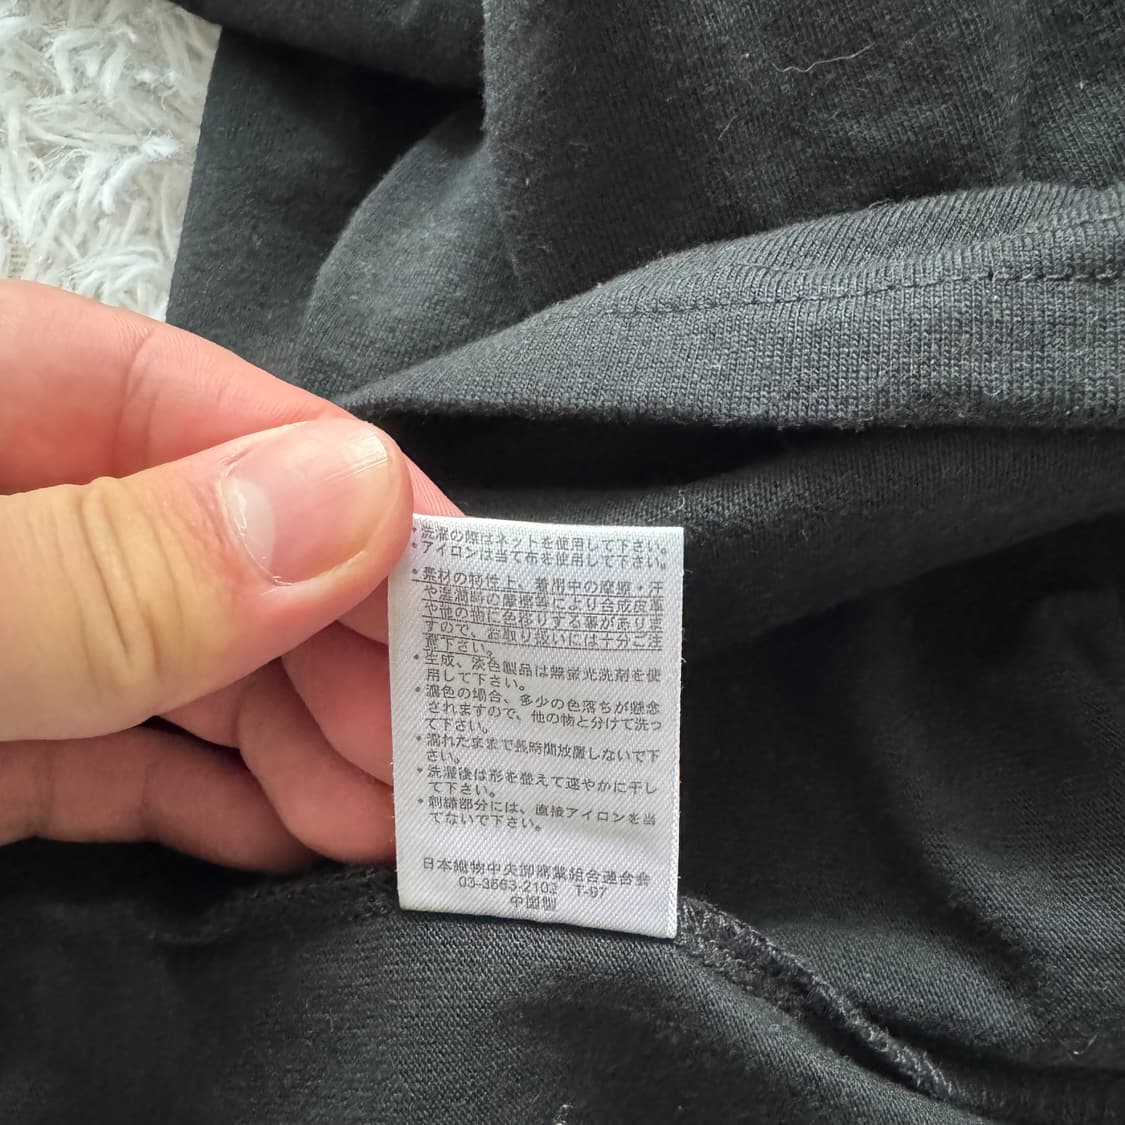 ・洗濯の際はネットを使用して下さい。
・アイロンは当て布を使用して下さい。
・素材の特性上、着用中の摩擦・汗
や湿潤時の摩擦等により合成皮革
や他の物に色移りする事がありま
すので、お取り扱いには十分ご注
意下さい。
・生成、淡色製品は無蛍光洗剤を使
用して下さい。
・濃色の場合、多少の色落ちが懸念
されますので、他の物と分けて洗っ
て下さい。
・濡れたままで長時間放置しないで下
さい。
・洗濯後は形を整えて速やかに干し
て下さい。
・刺繍部分には、直接アイロンを当
てないで下さい。
日本織物中央卸商業組合連合会
03-3663-2103 T-97
中国製